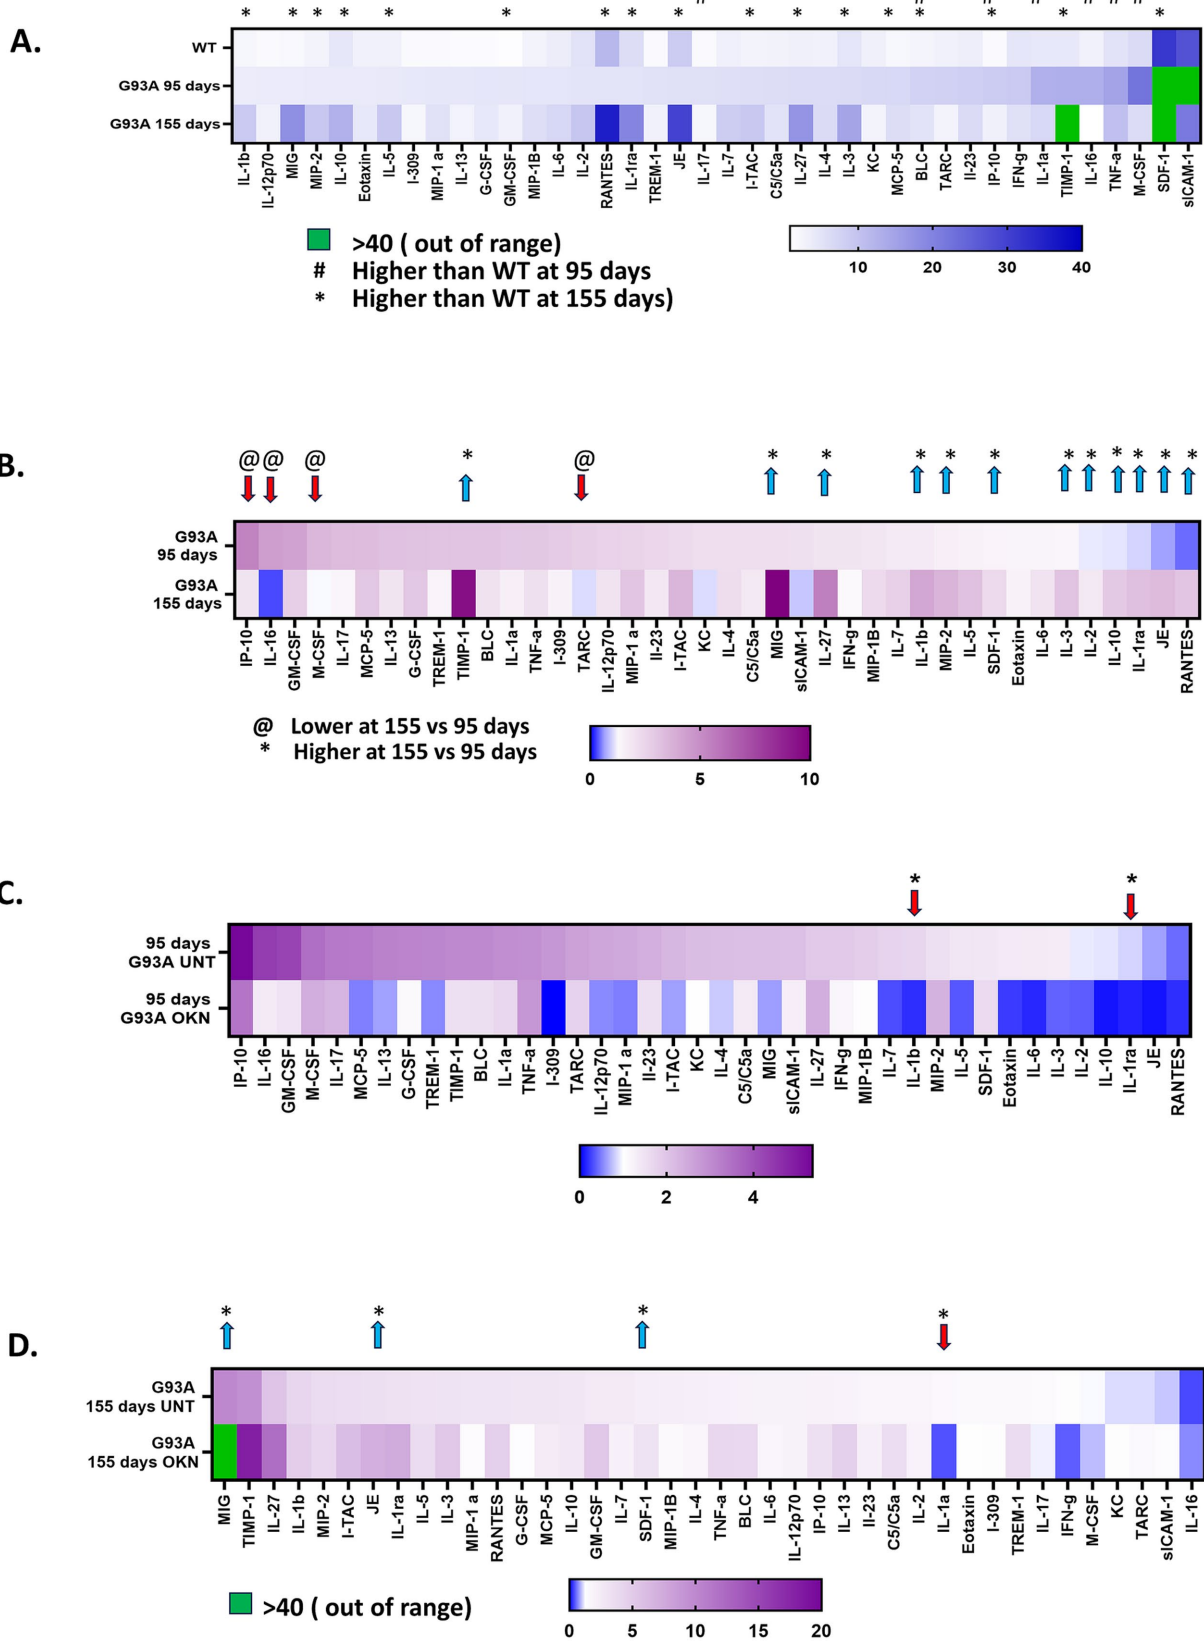 * * * * * * * * # * * * * * # * # * # * # # # *
A.
WT
G93A 95 days
G93A 155 days
IL-1b IL-12p70 MIG MIP-2 IL-10 Eotaxin IL-5 I-309 MIP-1 a IL-13 G-CSF GM-CSF MIP-1B IL-6 IL-2 RANTES IL-1ra TREM-1 JE IL-17 IL-7 I-TAC C5/C5a IL-27 IL-4 IL-3 KC MCP-5 BLC TARC Il-23 IP-10 IFN-g IL-1a TIMP-1 IL-16 TNF-a M-CSF SDF-1 sICAM-1
>40 ( out of range)
# Higher than WT at 95 days
* Higher than WT at 155 days)
10 20 30 40
B.
@ @ @ * @ * * * * * * * * * * *
G93A
95 days
G93A
155 days
IP-10 IL-16 GM-CSF M-CSF IL-17 MCP-5 IL-13 G-CSF TREM-1 TIMP-1 BLC IL-1a TNF-a I-309 TARC IL-12p70 MIP-1 a Il-23 I-TAC KC IL-4 C5/C5a MIG sICAM-1 IL-27 IFN-g MIP-1B IL-7 IL-1b MIP-2 IL-5 SDF-1 Eotaxin IL-6 IL-3 IL-2 IL-10 IL-1ra JE RANTES
@ Lower at 155 vs 95 days
* Higher at 155 vs 95 days
0 5 10
C.
* *
95 days
G93A UNT
95 days
G93A OKN
IP-10 IL-16 GM-CSF M-CSF IL-17 MCP-5 IL-13 G-CSF TREM-1 TIMP-1 BLC IL-1a TNF-a I-309 TARC IL-12p70 MIP-1 a Il-23 I-TAC KC IL-4 C5/C5a MIG sICAM-1 IL-27 IFN-g MIP-1B IL-7 IL-1b MIP-2 IL-5 SDF-1 Eotaxin IL-6 IL-3 IL-2 IL-10 IL-1ra JE RANTES
0 2 4
D.
* * * *
G93A
155 days UNT
G93A
155 days OKN
MIG TIMP-1 IL-27 IL-1b MIP-2 I-TAC JE IL-1ra IL-5 IL-3 MIP-1 a RANTES G-CSF MCP-5 IL-10 GM-CSF IL-7 SDF-1 MIP-1B IL-4 TNF-a BLC IL-6 IL-12p70 IP-10 IL-13 Il-23 C5/C5a IL-2 IL-1a Eotaxin I-309 TREM-1 IL-17 IFN-g M-CSF KC TARC sICAM-1 IL-16
>40 ( out of range)
0 5 10 15 20